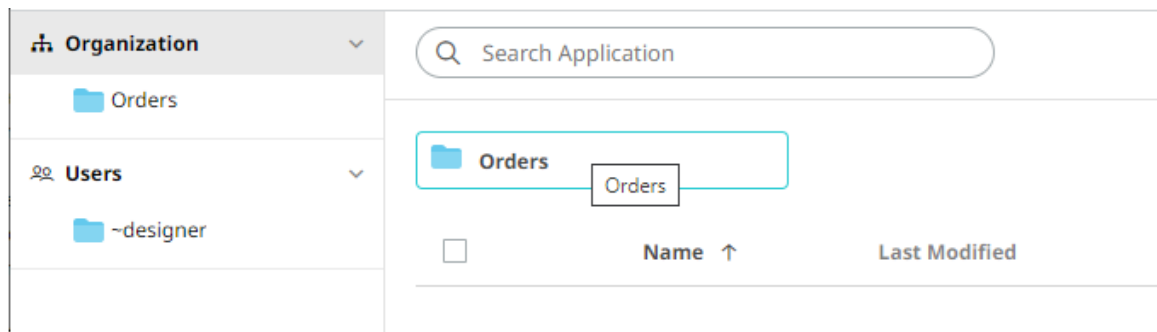 Organization
Orders
Users
~designer
Search Application
Orders
Orders
Name ↑ Last Modified